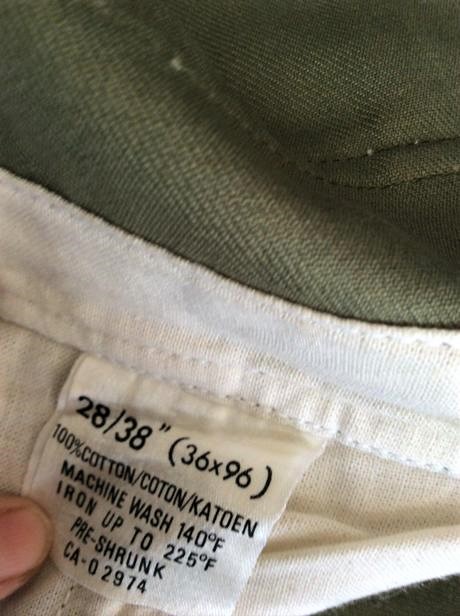 28/38" (36x96)
100%COTTON/COTON/KATOEN
MACHINE WASH 140°F
IRON UP TO 225°F
PRE-SHRUNK
CA-02974